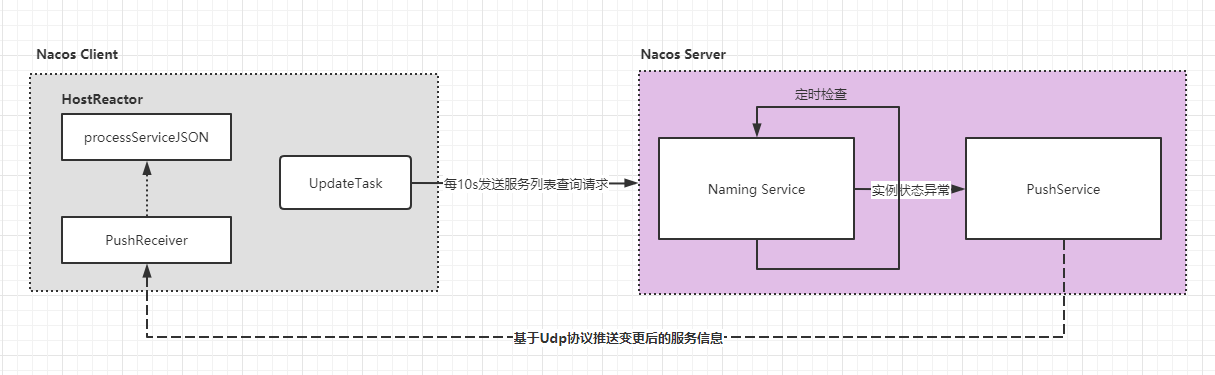 Nacos Client
HostReactor
processServiceJSON
UpdateTask
PushReceiver
每10s发送服务列表查询请求
Nacos Server
定时检查
Naming Service
实例状态异常
PushService
基于Udp协议推送变更后的服务信息